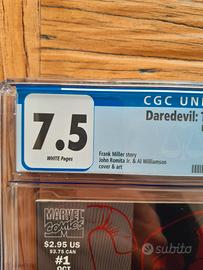 CGC UNI
7.5
WHITE Pages
Daredevil: T
Frank Miller story
John Romita Jr. & Al Williamson
cover & art
MARVEL
COMICS
$2.95 US
$3.75 CAN
#1
OCT
subito